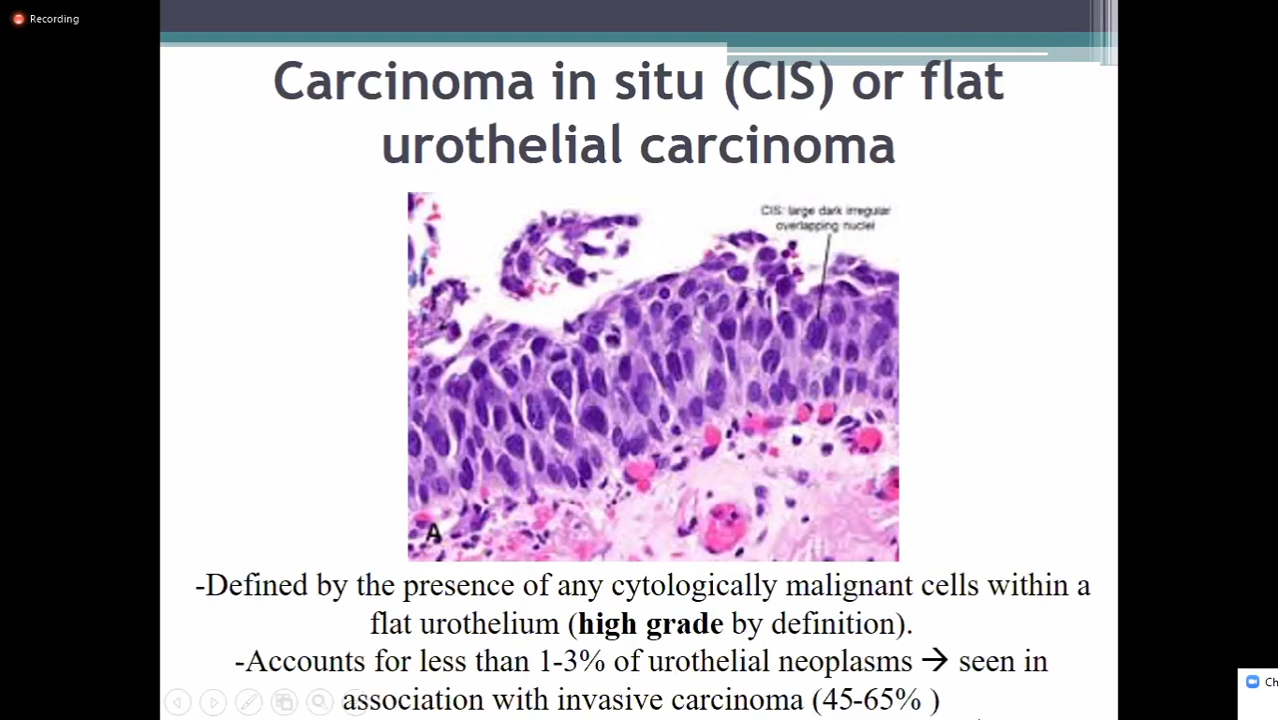 Recording
Carcinoma in situ (CIS) or flat
urothelial carcinoma
CIS: large dark irregular
overlapping nuclei
A
-Defined by the presence of any cytologically malignant cells within a
flat urothelium (high grade by definition).
-Accounts for less than 1-3% of urothelial neoplasms → seen in
association with invasive carcinoma (45-65% )
Ch